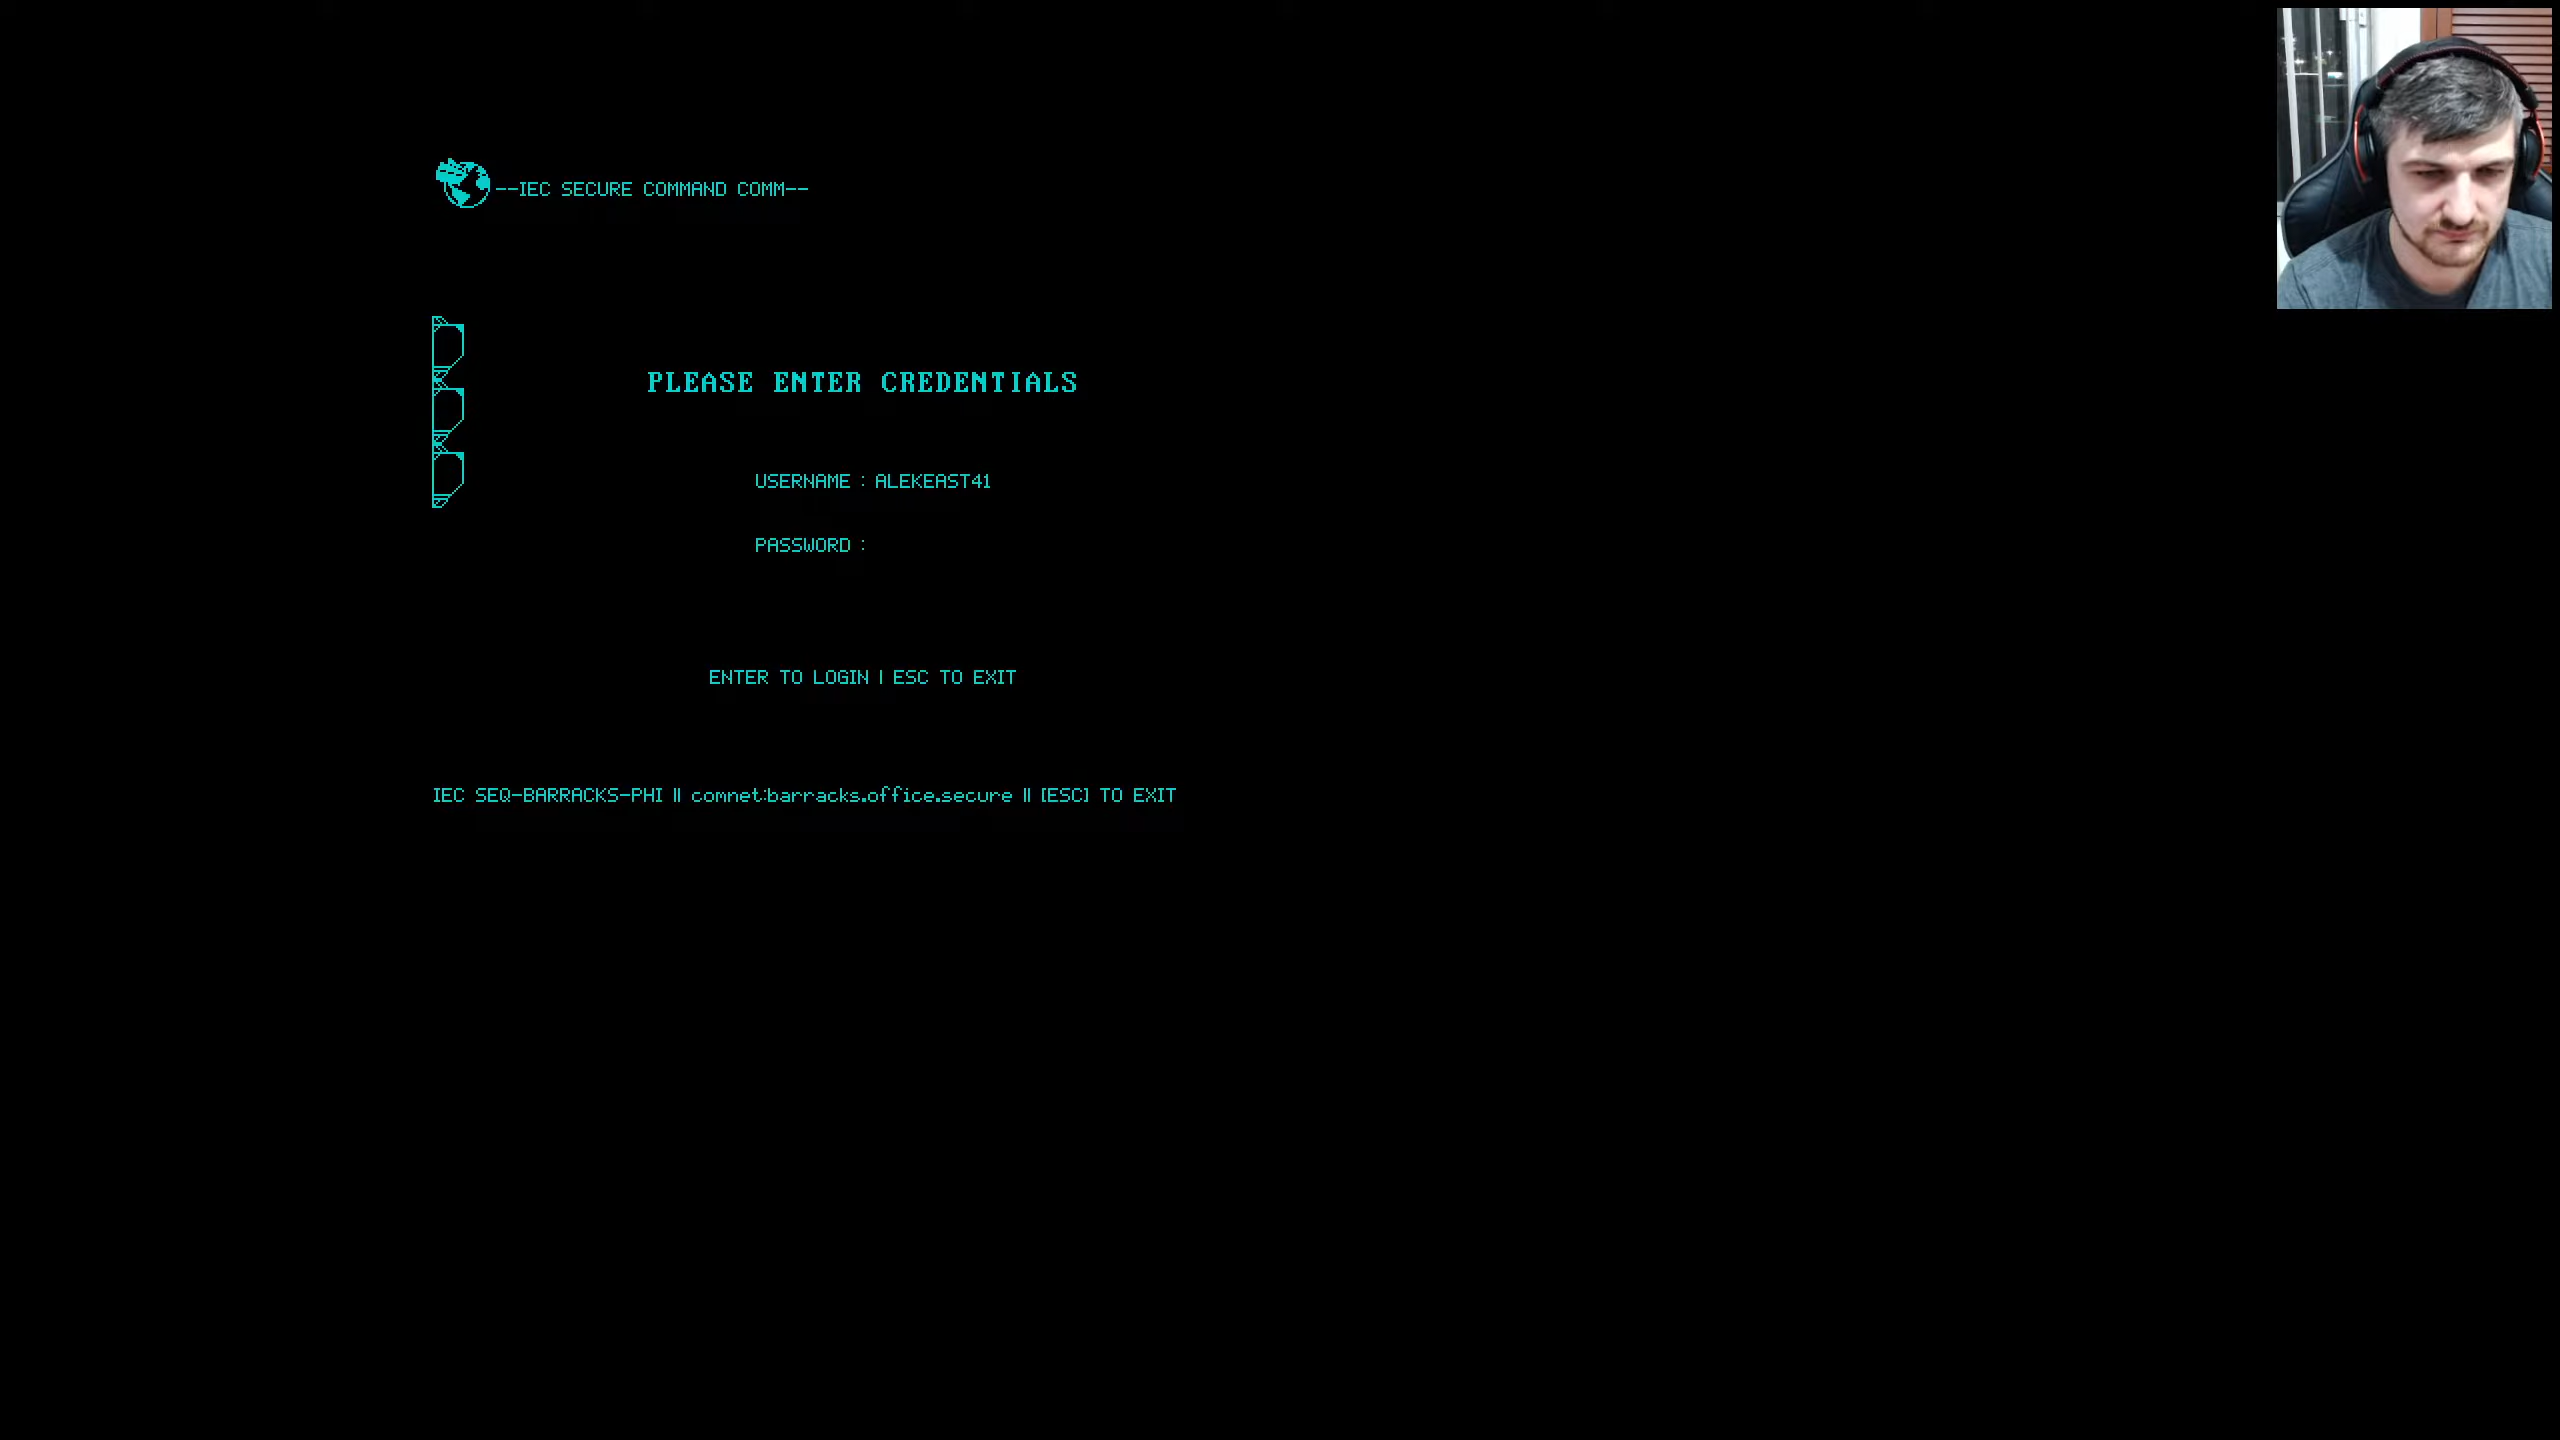 --IEC SECURE COMMAND COMM--
PLEASE ENTER CREDENTIALS
USERNAME : ALEKEAST41
PASSWORD :
ENTER TO LOGIN | ESC TO EXIT
IEC SEQ-BARRACKS-PHI || comnet:barracks.office.secure || [ESC] TO EXIT